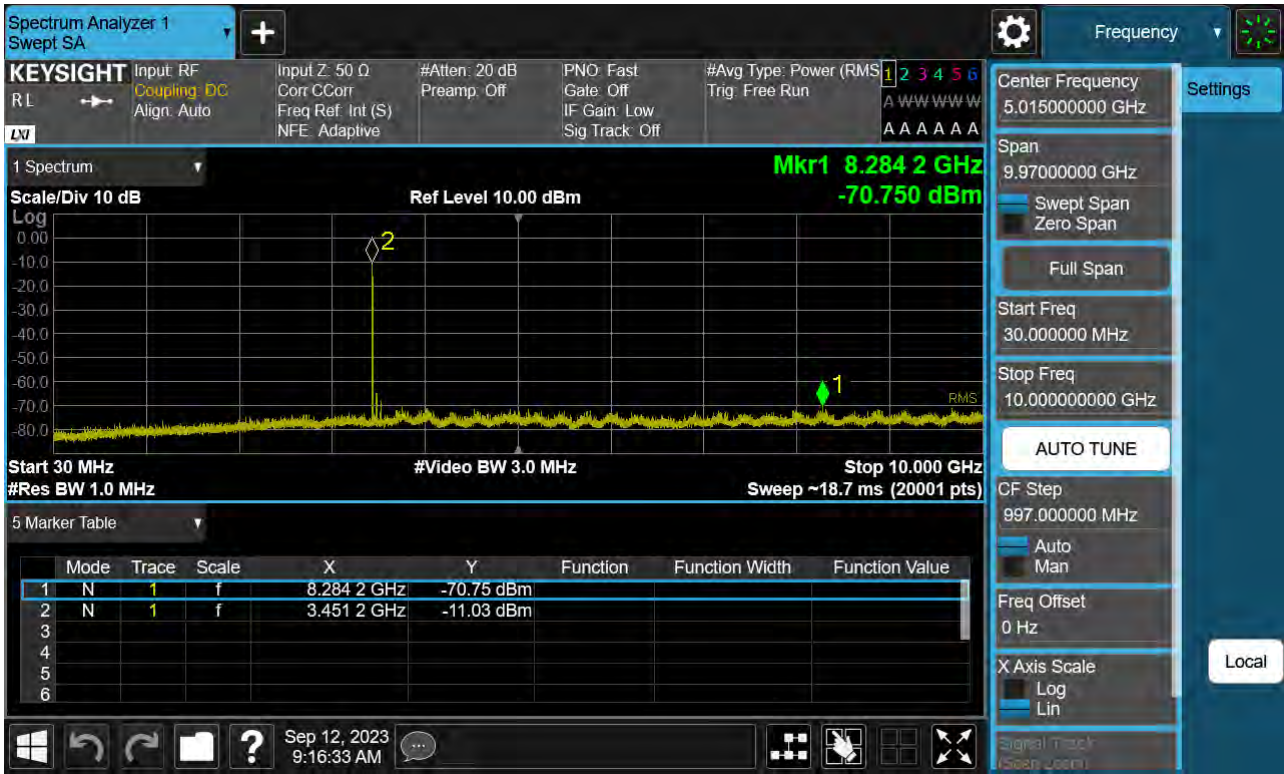 Spectrum Analyzer 1
Swept SA
+
Frequency
KEYSIGHT
RL
LXI
Input: RF
Coupling: DC
Align: Auto
Input Z: 50 Ω
Corr CCorr
Freq Ref: Int (S)
NFE: Adaptive
#Atten: 20 dB
Preamp: Off
PNO: Fast
Gate: Off
IF Gain: Low
Sig Track: Off
#Avg Type: Power (RMS
Trig: Free Run
1 2 3 4 5 6
A W W W W W
A A A A A A
1 Spectrum
Mkr1 8.284 2 GHz
-70.750 dBm
Scale/Div 10 dB
Ref Level 10.00 dBm
Log
0.00
-10.0
-20.0
-30.0
-40.0
-50.0
-60.0
-70.0
-80.0
2
1
RMS
Start 30 MHz
#Video BW 3.0 MHz
Stop 10.000 GHz
#Res BW 1.0 MHz
Sweep ~18.7 ms (20001 pts)
5 Marker Table
Mode Trace Scale X Y Function Function Width Function Value
1 N 1 f 8.284 2 GHz -70.75 dBm
2 N 1 f 3.451 2 GHz -11.03 dBm
3
4
5
6
?
Sep 12, 2023
9:16:33 AM
Center Frequency
5.015000000 GHz
Span
9.97000000 GHz
Swept Span
Zero Span
Full Span
Start Freq
30.000000 MHz
Stop Freq
10.000000000 GHz
AUTO TUNE
CF Step
997.000000 MHz
Auto
Man
Freq Offset
0 Hz
X Axis Scale
Log
Lin
Signal Track
(Span Zoom)
Settings
Local